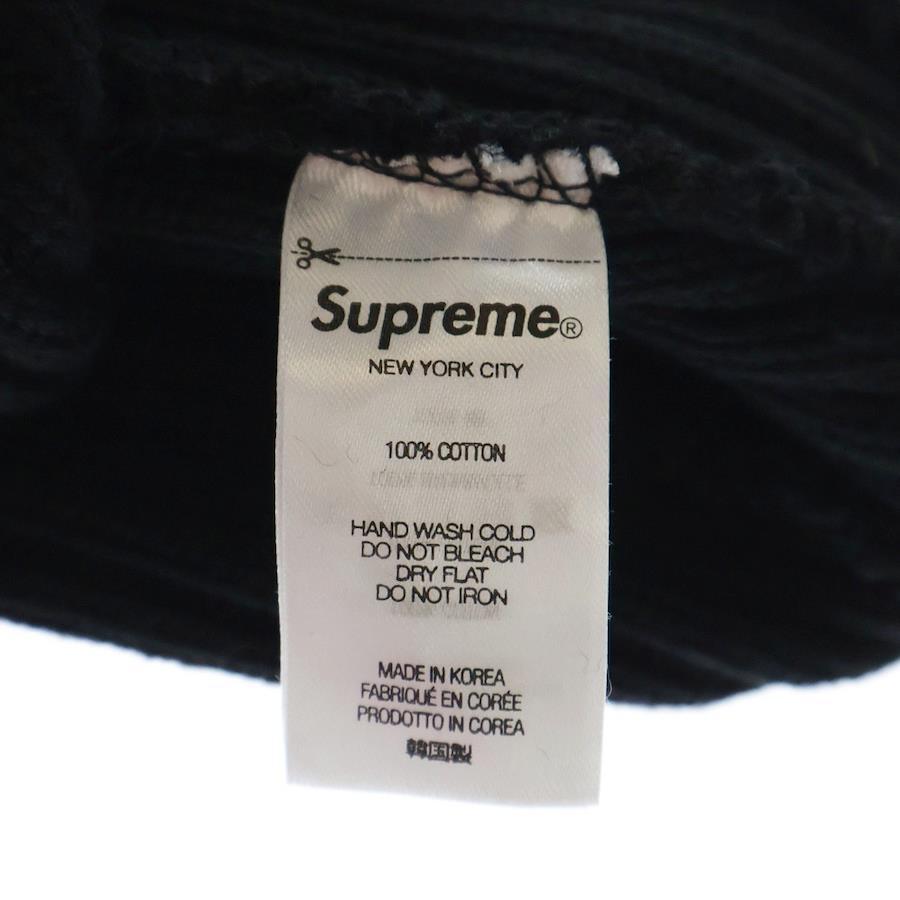 Supreme®
NEW YORK CITY
100% COTTON
HAND WASH COLD
DO NOT BLEACH
DRY FLAT
DO NOT IRON
MADE IN KOREA
FABRIQUÉ EN CORÉE
PRODOTTO IN COREA
韓国製